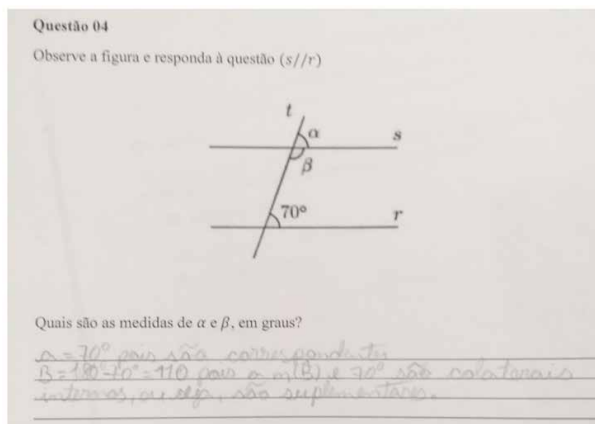 Questão 04
Observe a figura e responda à questão (s//r)
t
α
s
β
70°
r
Quais são as medidas de α e β, em graus?
α = 70° pois são correspondentes
B = 180°-70° = 110 pois a m(B) e 70° são colaterais
internos, ou seja, são suplementares.